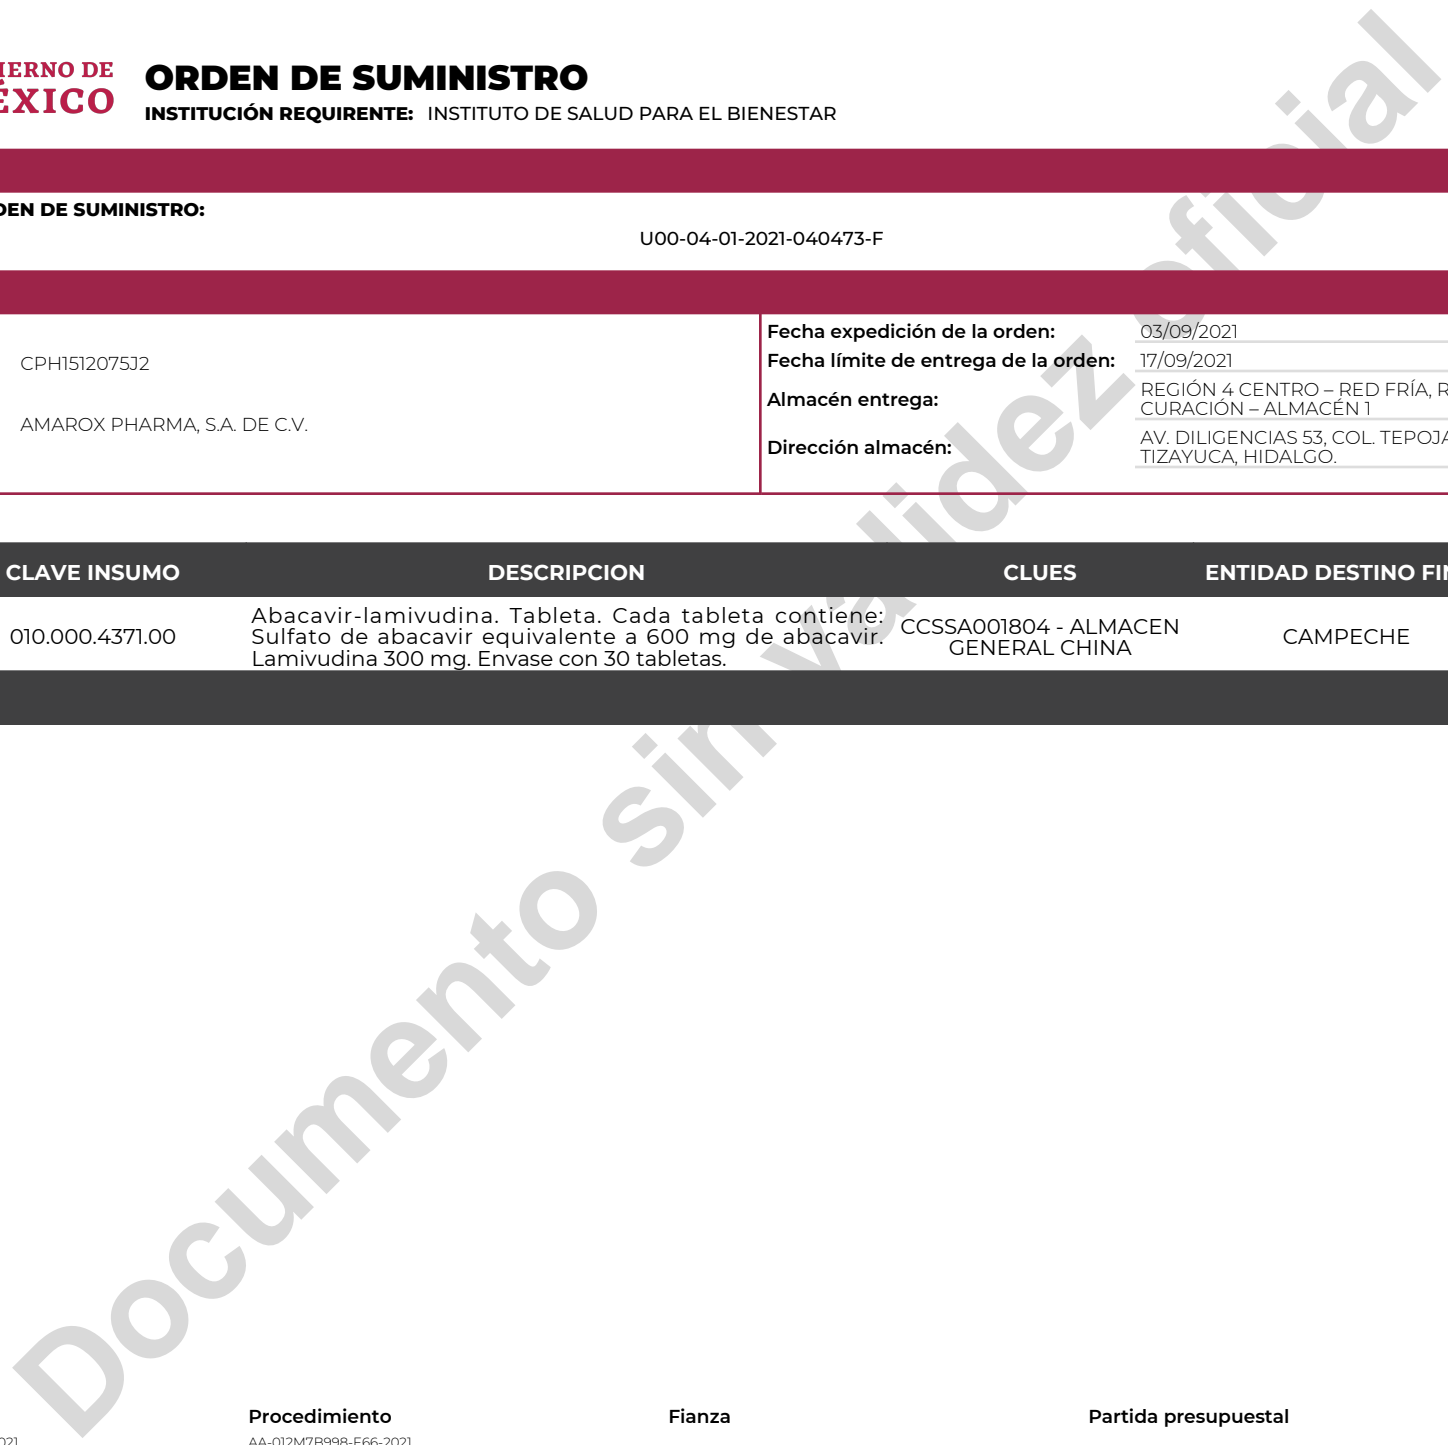 ORDEN DE SUMINISTRO
INSTITUCIÓN REQUIRENTE: INSTITUTO DE SALUD PARA EL BIENESTAR
DE
DE SUMINISTRO:
U00-04-01-2021-040473-F
CPH1512075J2
AMAROX PHARMA, S.A. DE C.V.
Fecha expedición de la orden: 03/09/2021
Fecha límite de entrega de la orden: 17/09/2021
Almacén entrega: REGIÓN 4 CENTRO – RED FRÍA,
CURACIÓN – ALMACÉN 1
Dirección almacén: AV. DILIGENCIAS 53, COL.
TIZAYUCA, HIDALGO.
CLAVE INSUMO DESCRIPCION CLUES ENTIDAD DESTINO
010.000.4371.00
Abacavir-lamivudina. Tableta. Cada tableta contiene:
Sulfato de abacavir equivalente a 600 mg de abacavir.
Lamivudina 300 mg. Envase con 30 tabletas.
CCSSA001804 - ALMACEN
GENERAL CHINA
CAMPECHE
Documento sin validez oficial
Procedimiento Fianza Partida presupuestal
AA-012M7B998-E66-2021